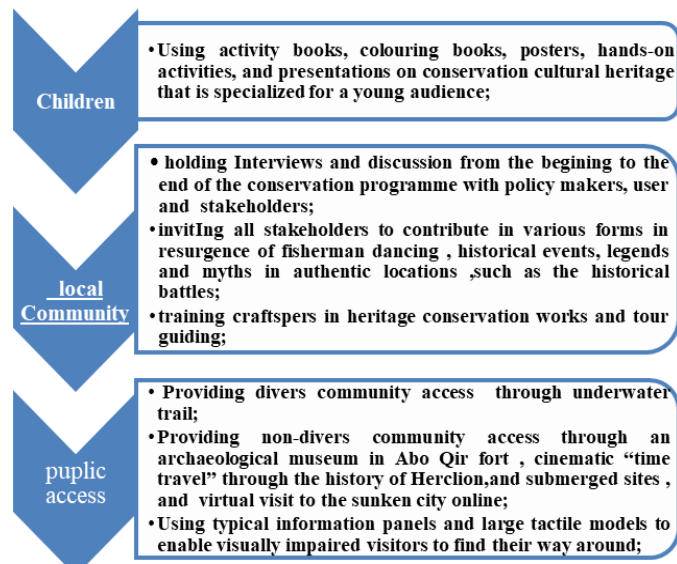 Children
•Using activity books, colouring books, posters, hands-on
activities, and presentations on conservation cultural heritage
that is specialized for a young audience;
local
Community
• holding Interviews and discussion from the begining to the
end of the conservation programme with policy makers, user
and stakeholders;
•invitIng all stakeholders to contribute in various forms in
resurgence of fisherman dancing , historical events, legends
and myths in authentic locations ,such as the historical
battles;
•training craftspers in heritage conservation works and tour
guiding;
puplic
access
• Providing divers community access through underwater
trail;
•Providing non-divers community access through an
archaeological museum in Abo Qir fort , cinematic “time
travel” through the history of Herclion,and submerged sites ,
and virtual visit to the sunken city online;
•Using typical information panels and large tactile models to
enable visually impaired visitors to find their way around;